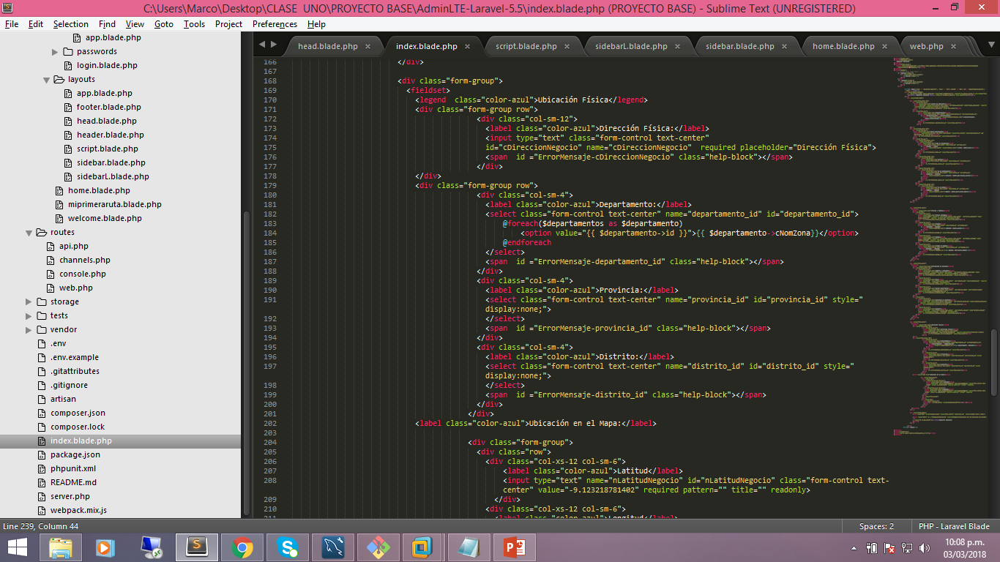 C:\Users\Marco\Desktop\CLASE  UNO\PROYECTO BASE\AdminLTE-Laravel-5.5\index.blade.php (PROYECTO BASE) - Sublime Text (UNREGISTERED)
File Edit Selection Find View Goto Tools Project Preferences Help
app.blade.php
passwords
login.blade.php
layouts
app.blade.php
footer.blade.php
head.blade.php
header.blade.php
script.blade.php
sidebar.blade.php
sidebarL.blade.php
home.blade.php
miprimeraruta.blade.php
welcome.blade.php
routes
api.php
channels.php
console.php
web.php
storage
tests
vendor
.env
.env.example
.gitattributes
.gitignore
artisan
composer.json
composer.lock
index.blade.php
package.json
phpunit.xml
README.md
server.php
webpack.mix.js
head.blade.php index.blade.php script.blade.php sidebarL.blade.php sidebar.blade.php home.blade.php web.php
166 </div>
167
168 <div class="form-group">
169 <fieldset>
170 <legend  class="color-azul">Ubicación Física</legend>
171 <div class="form-group row">
172 <div class="col-sm-12">
173 <label class="color-azul">Dirección Física:</label>
174 <input type="text" class="form-control text-center"
175 id="cDireccionNegocio" name="cDireccionNegocio"  required placeholder="Dirección Física">
176 <span  id ="ErrorMensaje-cDireccionNegocio" class="help-block"></span>
177 </div>
178 </div>
179 <div class="form-group row">
180 <div class="col-sm-4">
181 <label class="color-azul">Departamento:</label>
182 <select class="form-control text-center" name="departamento_id" id="departamento_id">
183 @foreach($departamentos as $departamento)
184 <option value="{{ $departamento->id }}">{{ $departamento->cNomZona}}</option>
185 @endforeach
186 </select>
187 <span  id ="ErrorMensaje-departamento_id" class="help-block"></span>
188 </div>
189 <div class="col-sm-4">
190 <label class="color-azul">Provincia:</label>
191 <select class="form-control text-center" name="provincia_id" id="provincia_id" style="
display:none;">
192 </select>
193 <span  id ="ErrorMensaje-provincia_id" class="help-block"></span>
194 </div>
195 <div class="col-sm-4">
196 <label class="color-azul">Distrito:</label>
197 <select class="form-control text-center" name="distrito_id" id="distrito_id" style="
display:none;">
198 </select>
199 <span  id ="ErrorMensaje-distrito_id" class="help-block"></span>
200 </div>
201 </div>
202 <label class="color-azul">Ubicación en el Mapa:</label>
203
204 <div class="form-group">
205 <div class="row">
206 <div class="col-xs-12 col-sm-6">
207 <label class="color-azul">Latitud</label>
208 <input type="text" name="nLatitudNegocio" id="nLatitudNegocio" class="form-control text-
center" value="-9.123218781402" required pattern="" title="" readonly>
209 </div>
210 <div class="col-xs-12 col-sm-6">
211 <label class="color-azul">Longitud</label>
Line 239, Column 44 Spaces: 2 PHP - Laravel Blade
10:08 p.m.
03/03/2018